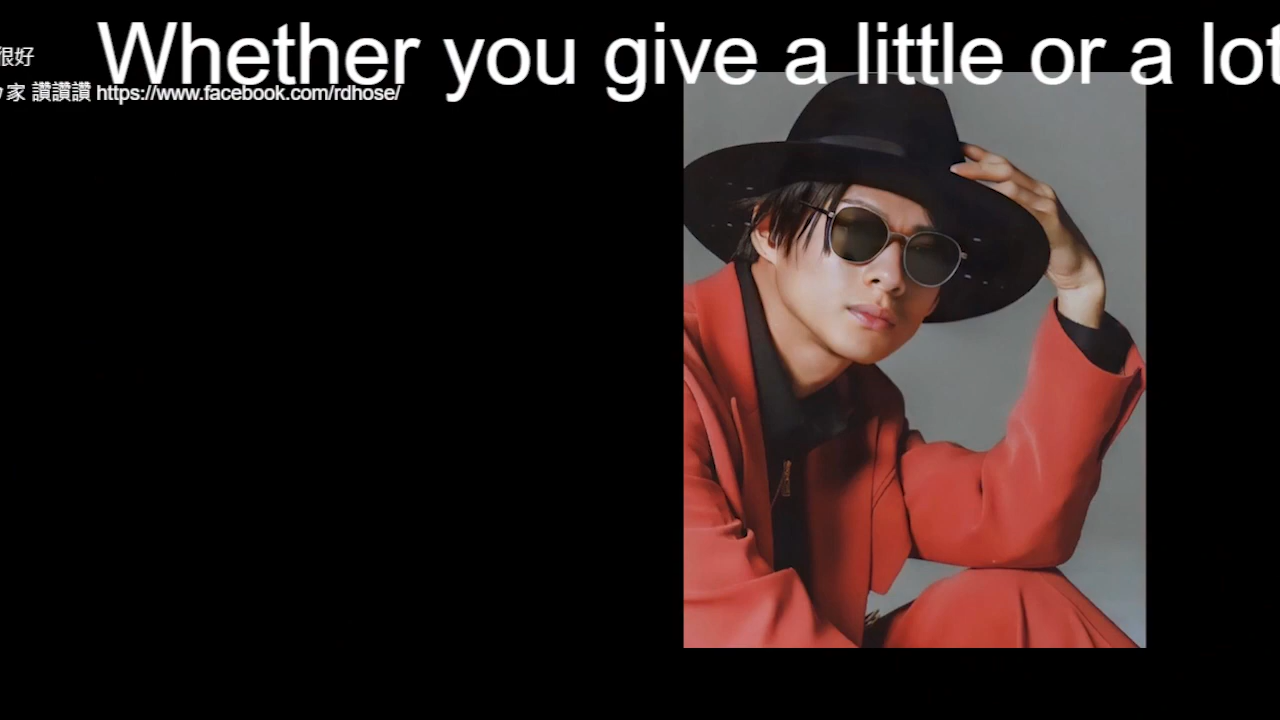 Whether you give a little or a lot
很好
家 讚讚讚 https://www.facebook.com/rdhose/